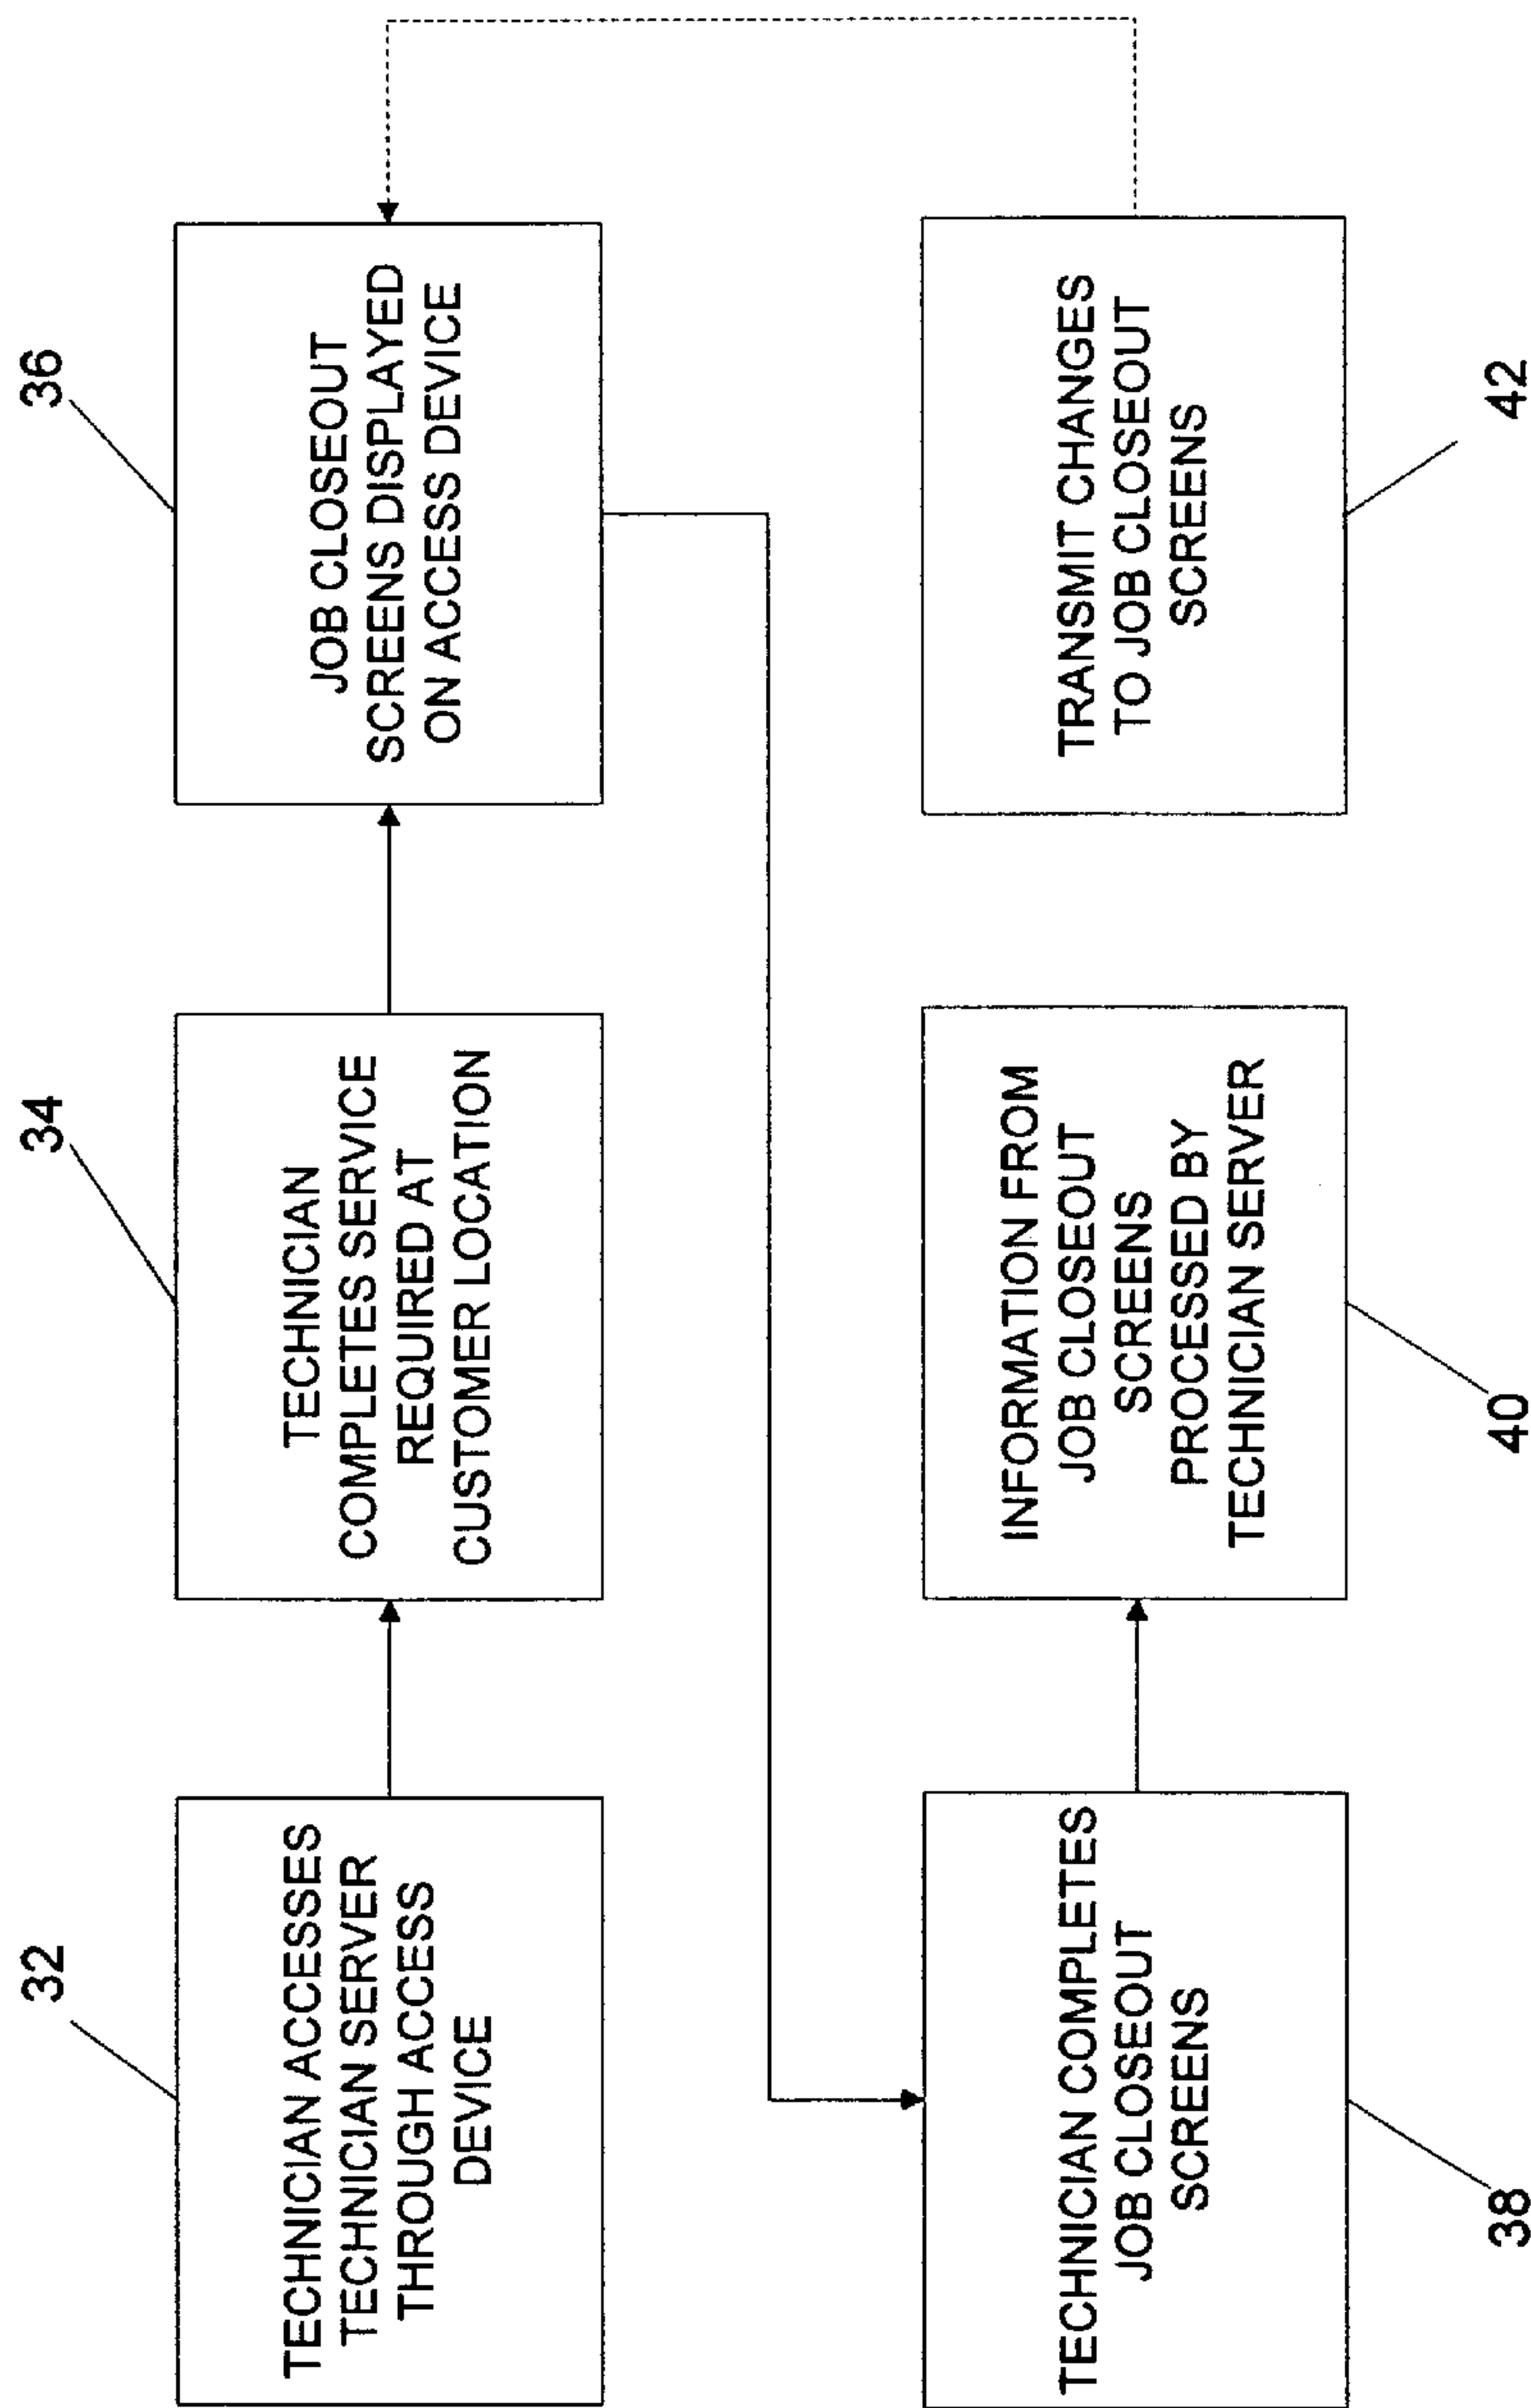 32
TECHNICIAN ACCESSES
TECHNICIAN SERVER
THROUGH ACCESS
DEVICE
34
TECHNICIAN
COMPLETES SERVICE
REQUIRED AT
CUSTOMER LOCATION
36
JOB CLOSEOUT
SCREENS DISPLAYED
ON ACCESS DEVICE
TECHNICIAN COMPLETES
JOB CLOSEOUT
SCREENS
38
INFORMATION FROM
JOB CLOSEOUT
SCREENS
PROCESSED BY
TECHNICIAN SERVER
40
TRANSMIT CHANGES
TO JOB CLOSEOUT
SCREENS
42